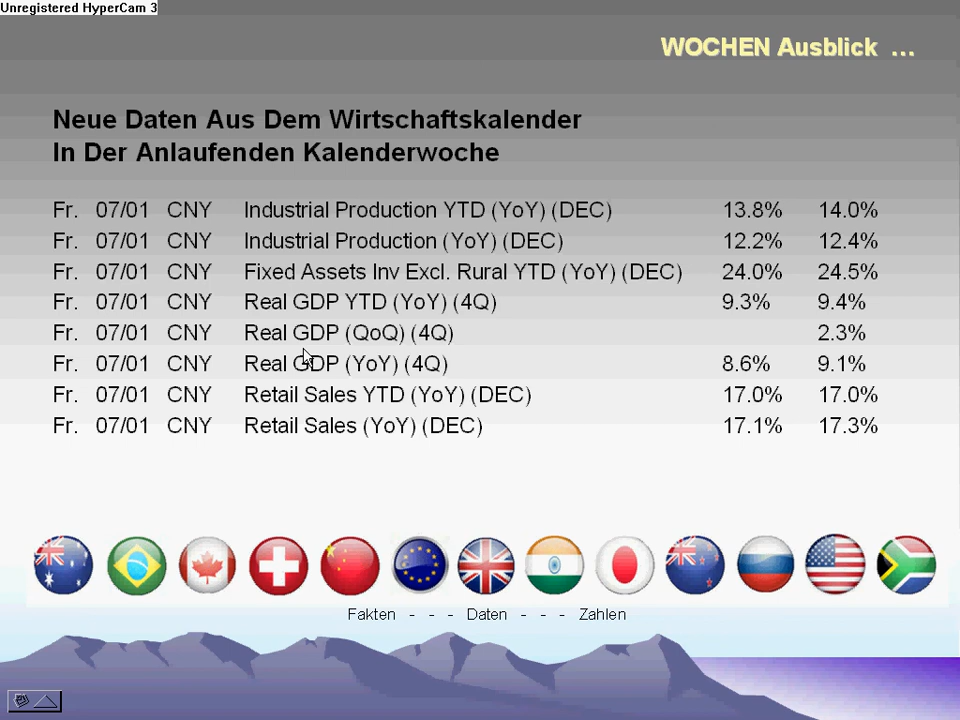 Unregistered HyperCam 3
WOCHEN Ausblick ...
Neue Daten Aus Dem Wirtschaftskalender
In Der Anlaufenden Kalenderwoche
Fr. 07/01 CNY Industrial Production YTD (YoY) (DEC) 13.8% 14.0%
Fr. 07/01 CNY Industrial Production (YoY) (DEC) 12.2% 12.4%
Fr. 07/01 CNY Fixed Assets Inv Excl. Rural YTD (YoY) (DEC) 24.0% 24.5%
Fr. 07/01 CNY Real GDP YTD (YoY) (4Q) 9.3% 9.4%
Fr. 07/01 CNY Real GDP (QoQ) (4Q) 2.3%
Fr. 07/01 CNY Real GDP (YoY) (4Q) 8.6% 9.1%
Fr. 07/01 CNY Retail Sales YTD (YoY) (DEC) 17.0% 17.0%
Fr. 07/01 CNY Retail Sales (YoY) (DEC) 17.1% 17.3%
Fakten - - - Daten - - - Zahlen